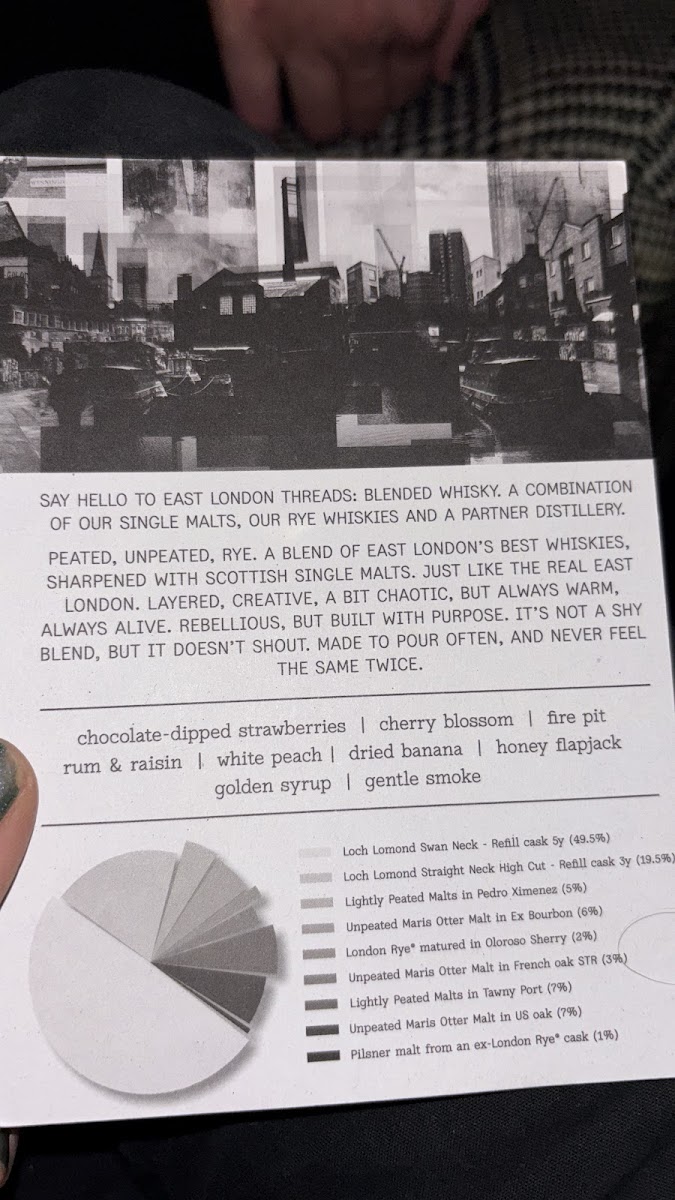 SAY HELLO TO EAST LONDON THREADS: BLENDED WHISKY. A COMBINATION
OF OUR SINGLE MALTS, OUR RYE WHISKIES AND A PARTNER DISTILLERY.
PEATED, UNPEATED, RYE. A BLEND OF EAST LONDON'S BEST WHISKIES,
SHARPENED WITH SCOTTISH SINGLE MALTS. JUST LIKE THE REAL EAST
LONDON. LAYERED, CREATIVE, A BIT CHAOTIC, BUT ALWAYS WARM,
ALWAYS ALIVE. REBELLIOUS, BUT BUILT WITH PURPOSE. IT'S NOT A SHY
BLEND, BUT IT DOESN'T SHOUT. MADE TO POUR OFTEN, AND NEVER FEEL
THE SAME TWICE.
chocolate-dipped strawberries | cherry blossom | fire pit
rum & raisin | white peach | dried banana | honey flapjack
golden syrup | gentle smoke
Loch Lomond Swan Neck - Refill cask 5y (49.5%)
Loch Lomond Straight Neck High Cut - Refill cask 3y (19.5%)
Lightly Peated Malts in Pedro Ximenez (5%)
Unpeated Maris Otter Malt in Ex Bourbon (6%)
London Rye® matured in Oloroso Sherry (2%)
Unpeated Maris Otter Malt in French oak STR (3%)
Lightly Peated Malts in Tawny Port (7%)
Unpeated Maris Otter Malt in US oak (7%)
Pilsner malt from an ex-London Rye® cask (1%)